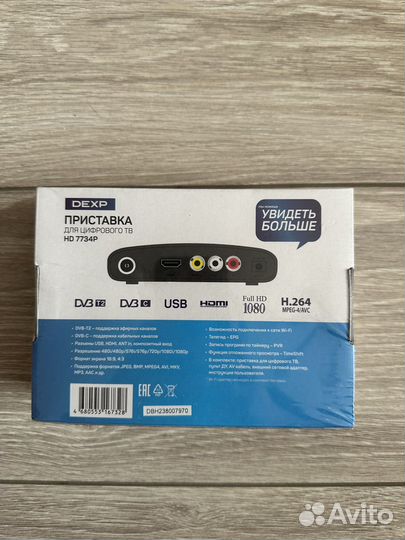 DEXP
ПРИСТАВКА
ДЛЯ ЦИФРОВОГО ТВ
HD 7734P
УВИДЕТЬ
БОЛЬШЕ
DVB T2
DVB C
USB
HDMI
Full HD
1080
H.264
MPEG-4/AVC
- DVB-T2 – поддержка эфирных каналов
- DVB-C – поддержка кабельных каналов
- Разъемы USB, HDMI, ANT in, композитный вход
- Разрешение 480i/480p/576i/576p/720p/1080i/1080p
- Формат экрана 16:9, 4:3
- Поддержка форматов JPEG, BMP, MPEG4, AVI, MKV,
MP3, AAC и др.
- Возможность подключения к сети Wi-Fi
- Телегид – EPG
- Запись программ по таймеру – PVR
- Функция отложенного просмотра – TimeShift
- В комплекте: приставка для цифрового ТВ,
пульт ДУ, AV кабель, внешний сетевой адаптер,
инструкция пользователя.
4 680553 167328
EAC
DBH238007970
Avito